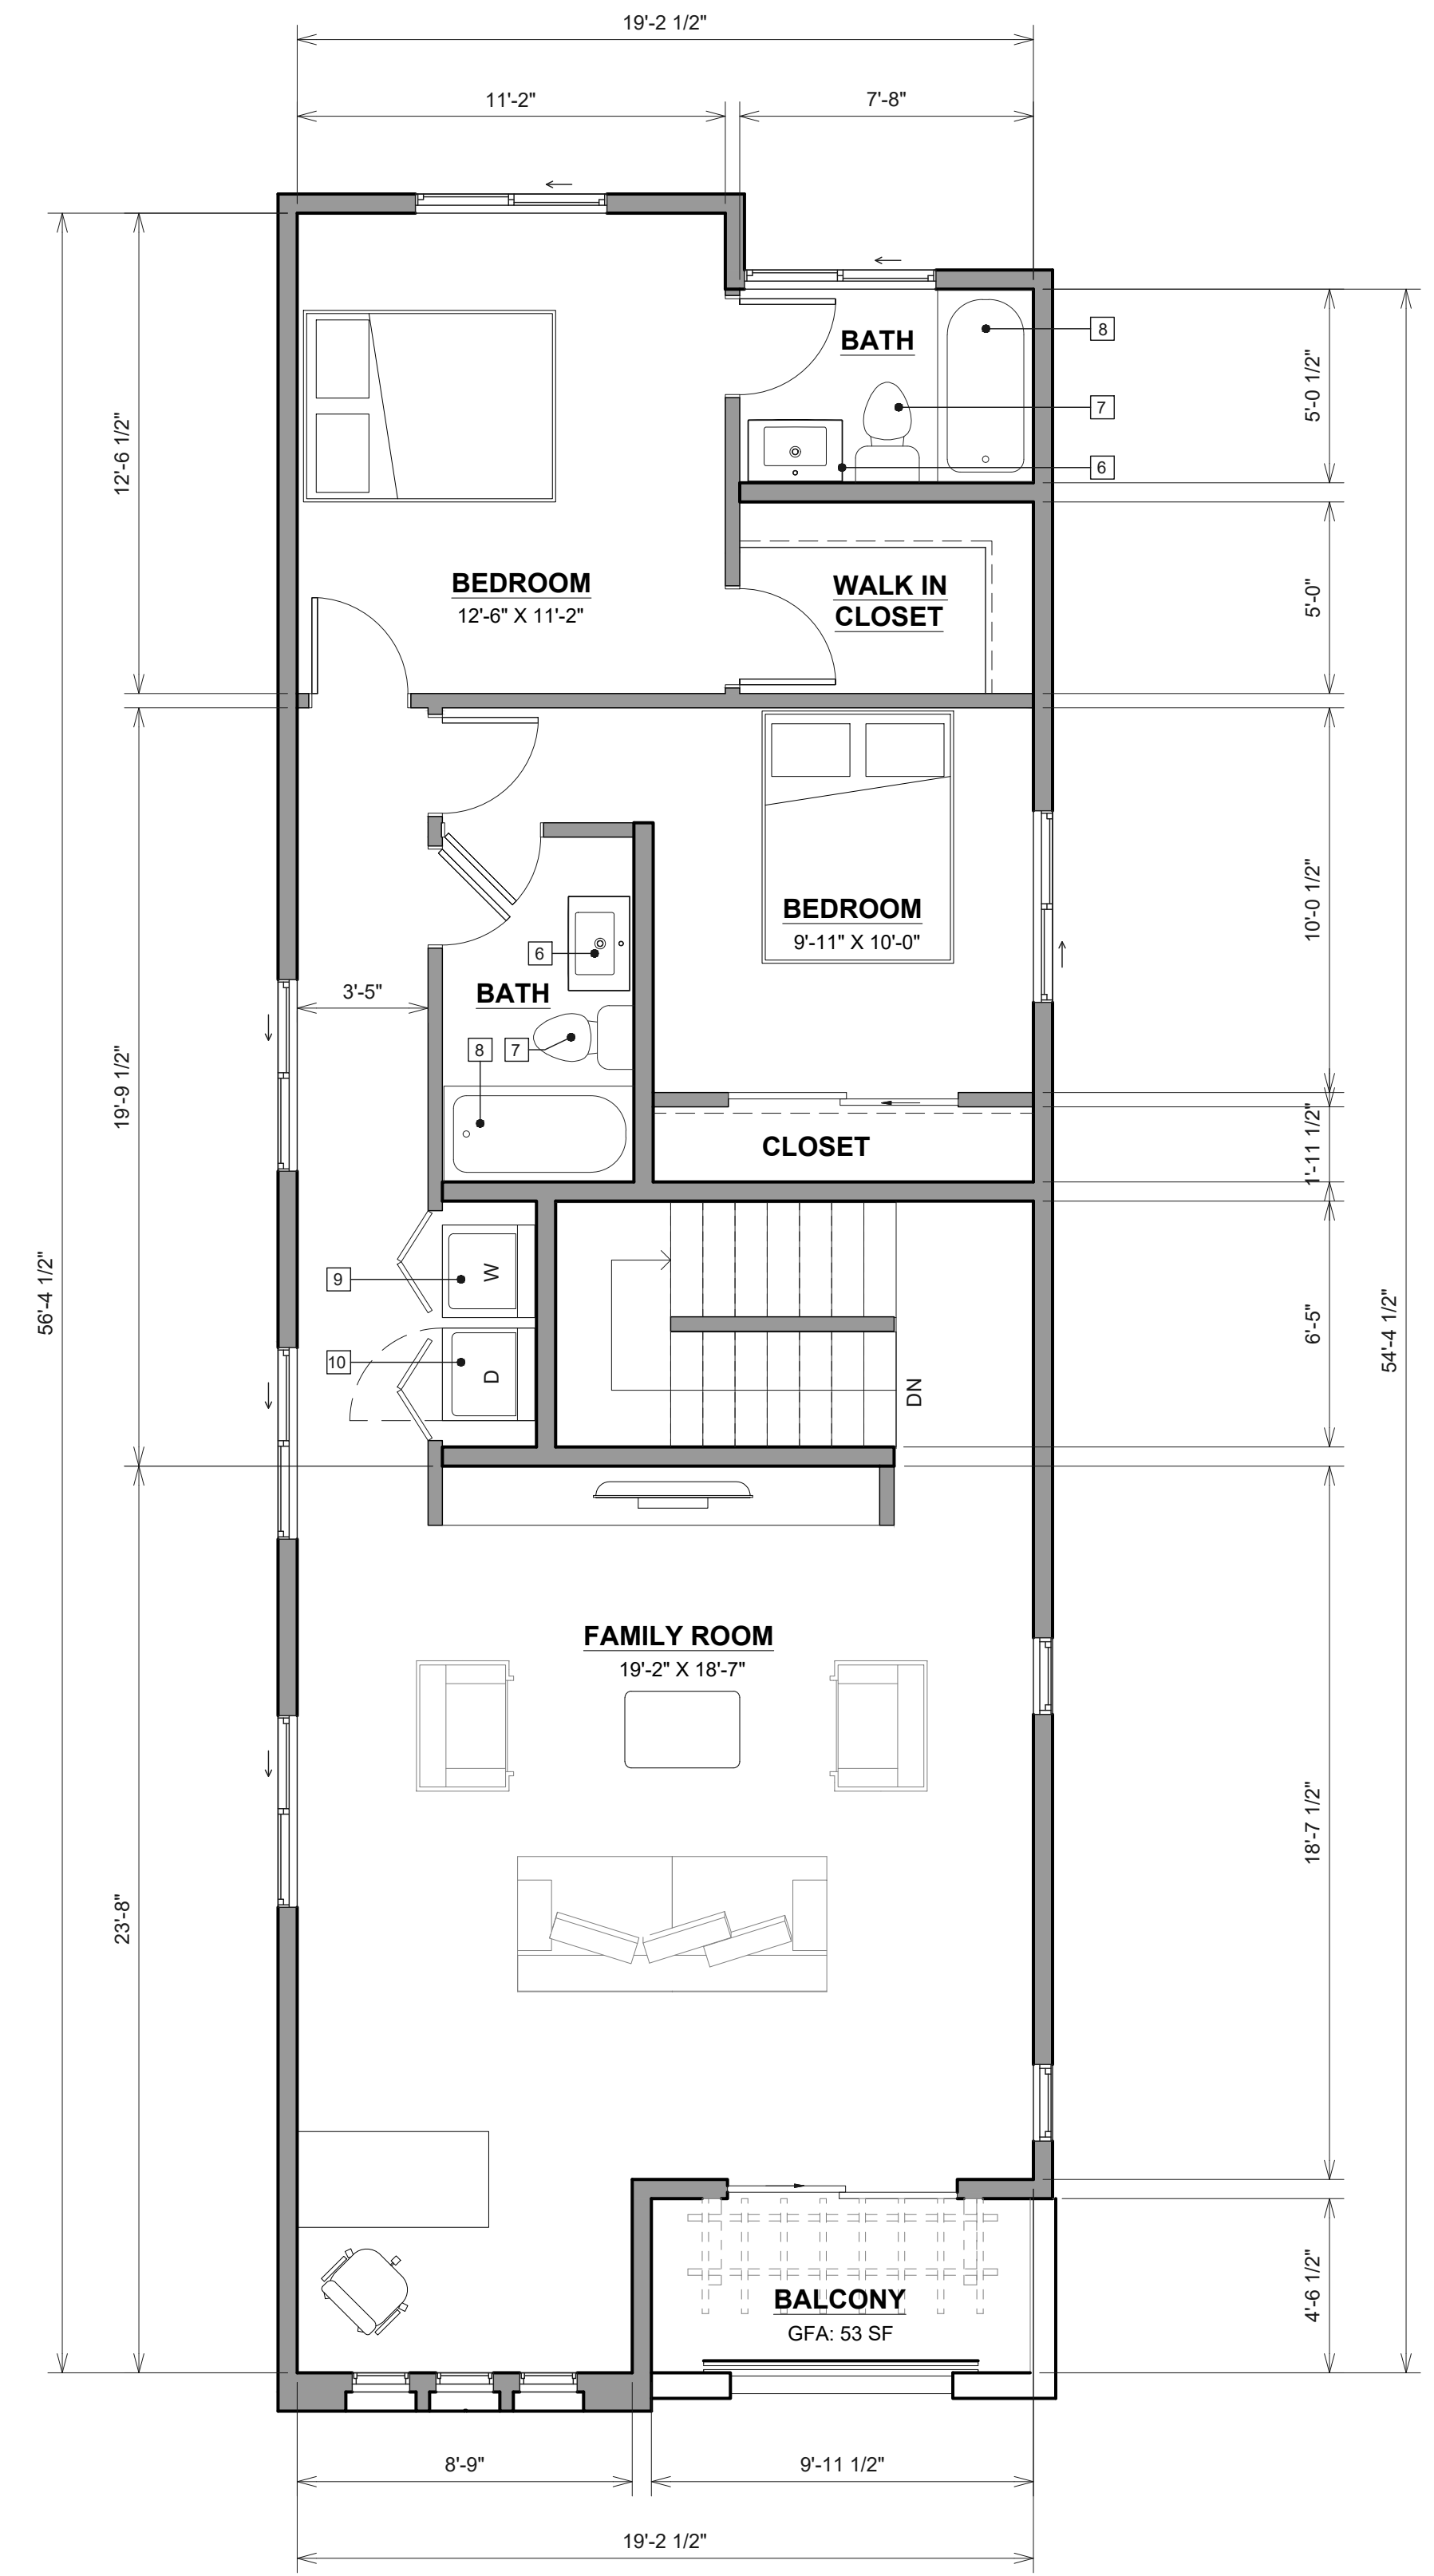 19'-2 1/2"
11'-2"
7'-8"
BATH
8
7
6
5'-0 1/2"
12'-6 1/2"
BEDROOM
12'-6" X 11'-2"
WALK IN
CLOSET
5'-0"
BEDROOM
9'-11" X 10'-0"
10'-0 1/2"
6
BATH
3'-5"
8
7
19'-9 1/2"
CLOSET
1'-11 1/2"
9
W
10
D
DN
6'-5"
56'-4 1/2"
54'-4 1/2"
FAMILY ROOM
19'-2" X 18'-7"
18'-7 1/2"
23'-8"
BALCONY
GFA: 53 SF
4'-6 1/2"
8'-9"
9'-11 1/2"
19'-2 1/2"